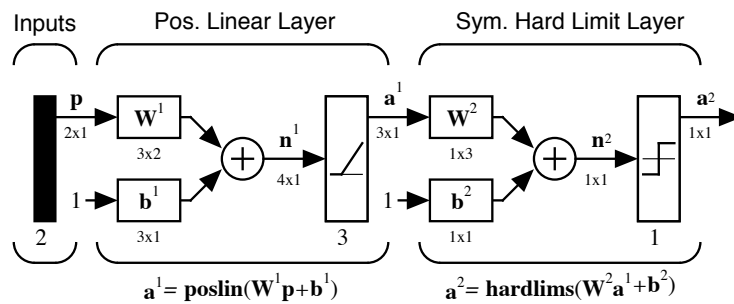 Inputs Pos. Linear Layer Sym. Hard Limit Layer
p a¹ a²
W¹ W²
2x1 3x1 1x1
3x2 n¹ 1x3 n²
4x1 1x1
1 b¹ 1 b²
3x1 1x1
2 3 1
a¹= poslin(W¹p+b¹) a²= hardlims(W²a¹+b²)